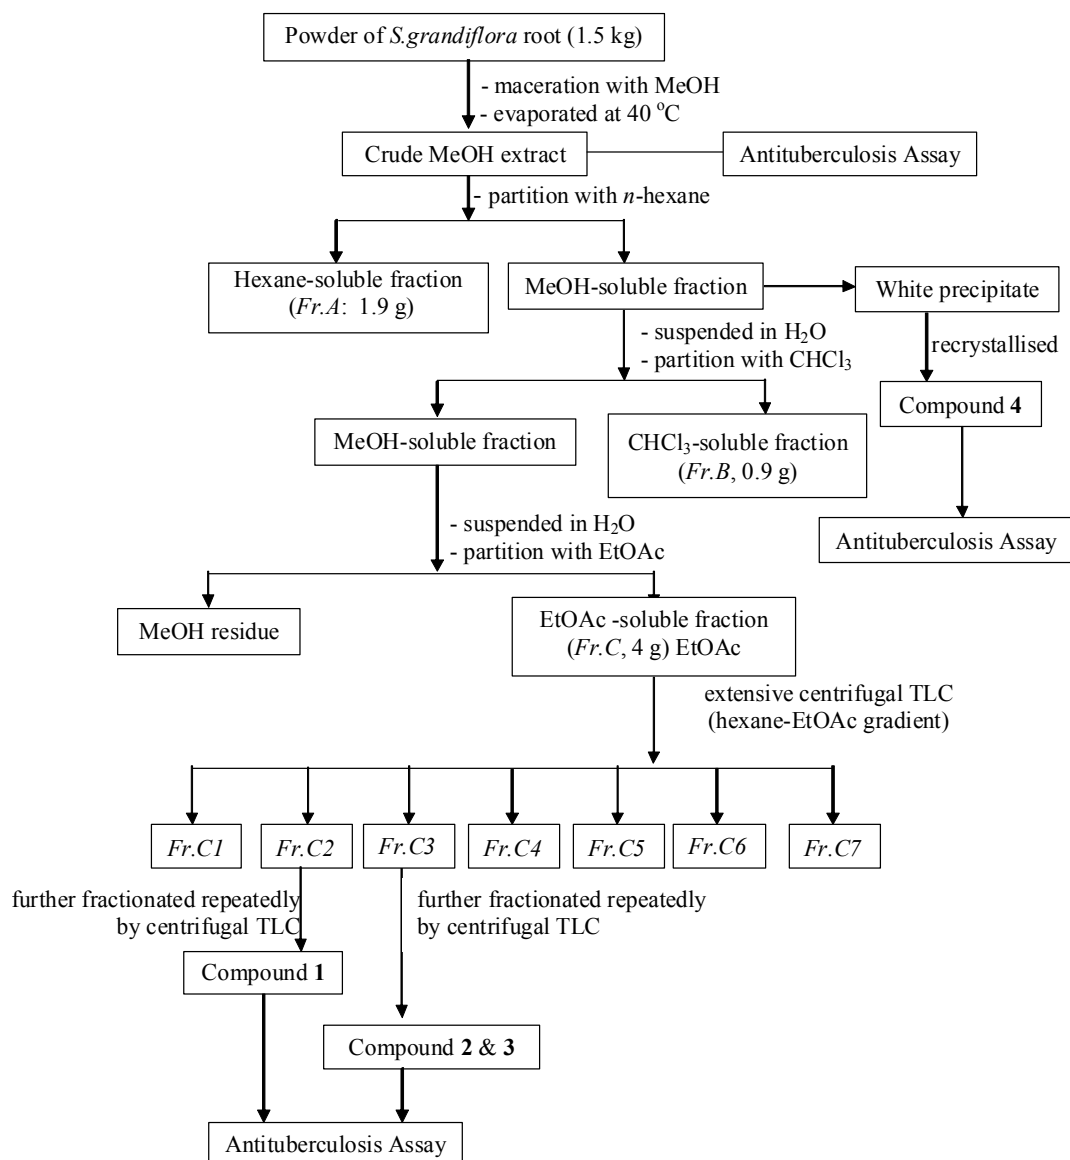 Powder of S.grandiflora root (1.5 kg)
- maceration with MeOH
- evaporated at 40 °C
Crude MeOH extract
Antituberculosis Assay
- partition with n-hexane
Hexane-soluble fraction
(Fr.A: 1.9 g)
MeOH-soluble fraction
White precipitate
- suspended in H₂O
- partition with CHCl₃
recrystallised
Compound 4
MeOH-soluble fraction
CHCl₃-soluble fraction
(Fr.B, 0.9 g)
Antituberculosis Assay
- suspended in H₂O
- partition with EtOAc
MeOH residue
EtOAc -soluble fraction
(Fr.C, 4 g) EtOAc
extensive centrifugal TLC
(hexane-EtOAc gradient)
Fr.C1
Fr.C2
Fr.C3
Fr.C4
Fr.C5
Fr.C6
Fr.C7
further fractionated repeatedly
by centrifugal TLC
further fractionated repeatedly
by centrifugal TLC
Compound 1
Compound 2 & 3
Antituberculosis Assay